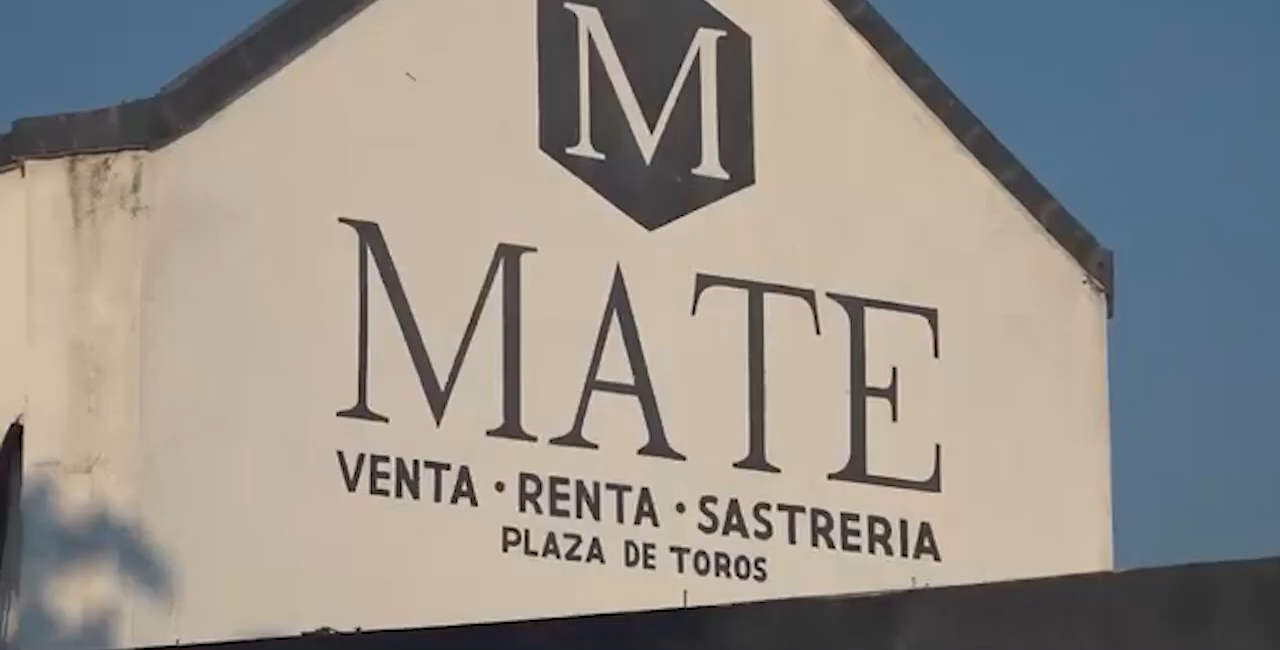 M
MATE
VENTA · RENTA · SASTRERIA
PLAZA DE TOROS